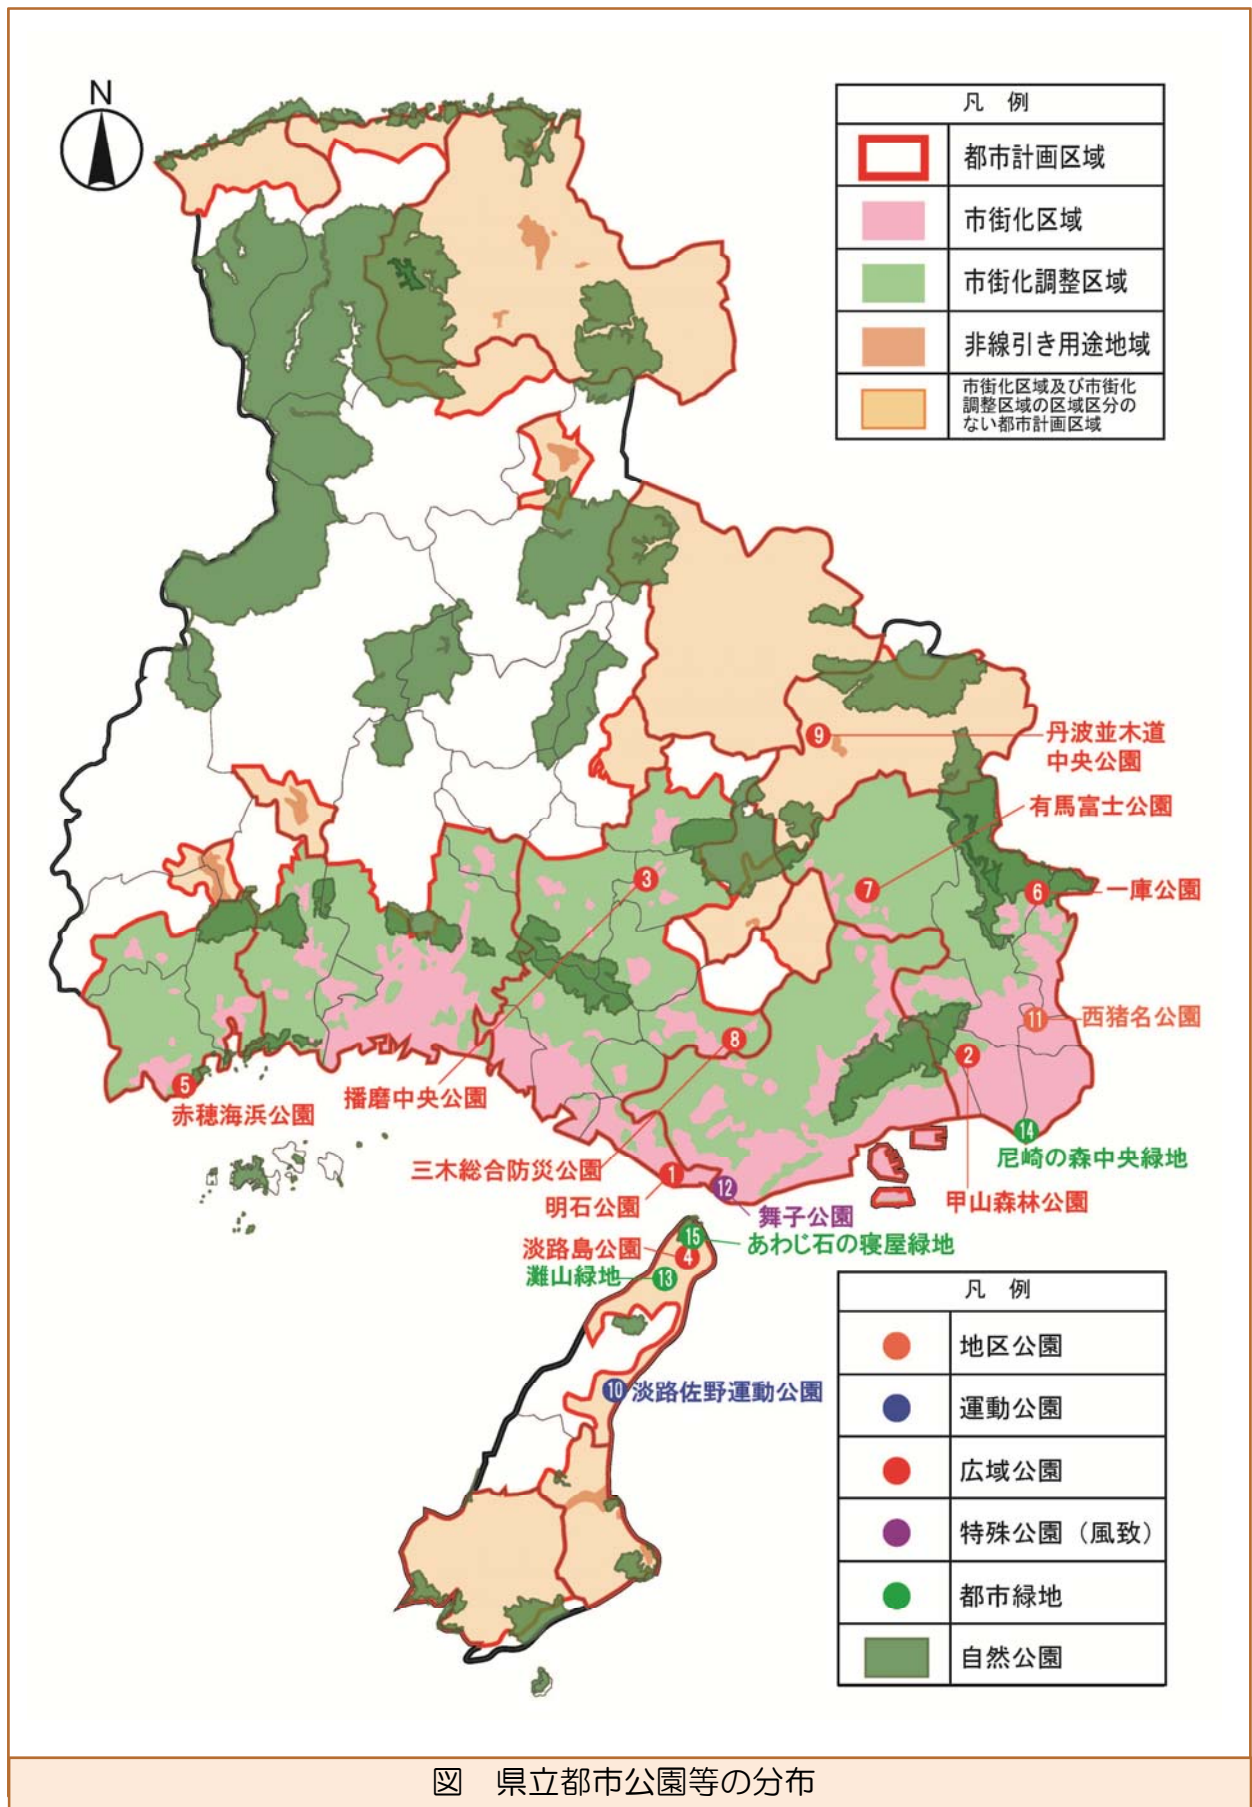 N
凡 例
都市計画区域
市街化区域
市街化調整区域
非線引き用途地域
市街化区域及び市街化
調整区域の区域区分の
ない都市計画区域
9
丹波並木道
中央公園
有馬富士公園
3
7
6
一庫公園
11
西猪名公園
8
2
5
赤穂海浜公園
播磨中央公園
14
尼崎の森中央緑地
三木総合防災公園
1
明石公園
12
舞子公園
甲山森林公園
15
あわじ石の寝屋緑地
淡路島公園
4
灘山緑地
13
10
淡路佐野運動公園
凡 例
地区公園
運動公園
広域公園
特殊公園（風致）
都市緑地
自然公園
図 県立都市公園等の分布